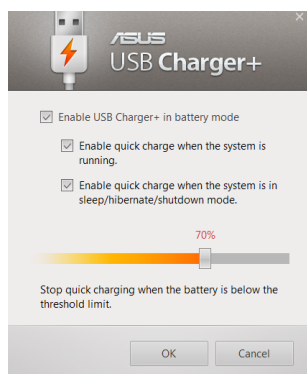 ASUS
USB Charger+
Enable USB Charger+ in battery mode
Enable quick charge when the system is
running.
Enable quick charge when the system is in
sleep/hibernate/shutdown mode.
70%
Stop quick charging when the battery is below the
threshold limit.
OK Cancel